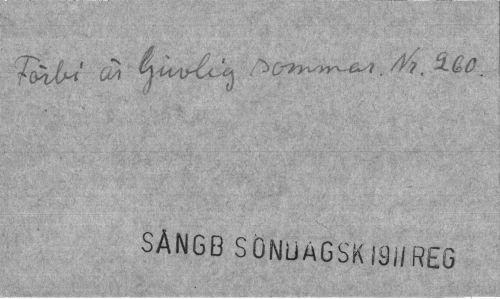 Förbi är ljuvlig sommar. Nr. 260.
SÅNGB SÖNDAGSK 1911 REG